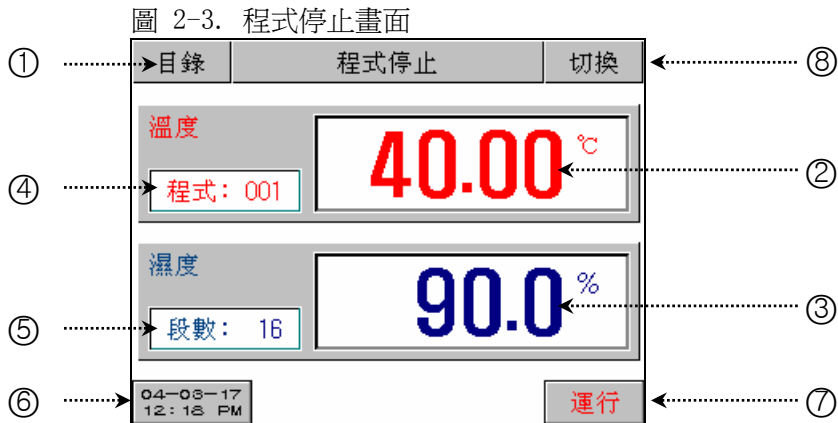 圖 2-3. 程式停止畫面
① 目錄 程式停止 切換 ⑧
溫度
40.00 ℃ ②
④ 程式: 001
濕度
90.0 % ③
⑤ 段數: 16
⑥ 04-03-17
12:18 PM
運行 ⑦